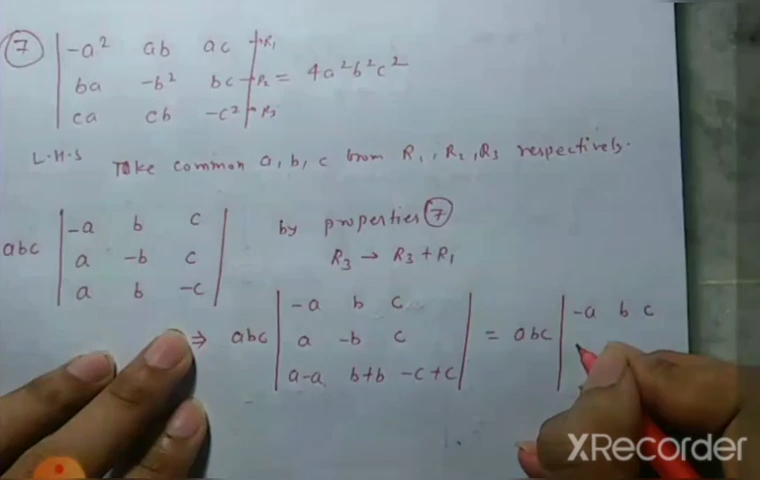 7 | -a² ab ac | → R₁
| ba -b² bc | → R₂ = 4a²b²c²
| ca cb -c² | → R₃
L.H.S Take common a, b, c from R₁, R₂, R₃ respectively.
| -a b c | by properties 7
abc | a -b c | R₃ → R₃ + R₁
| a b -c |
| -a b c | | -a b c
⇒ abc | a -b c | = abc |
| a-a b+b -c+c | |
XRecorder